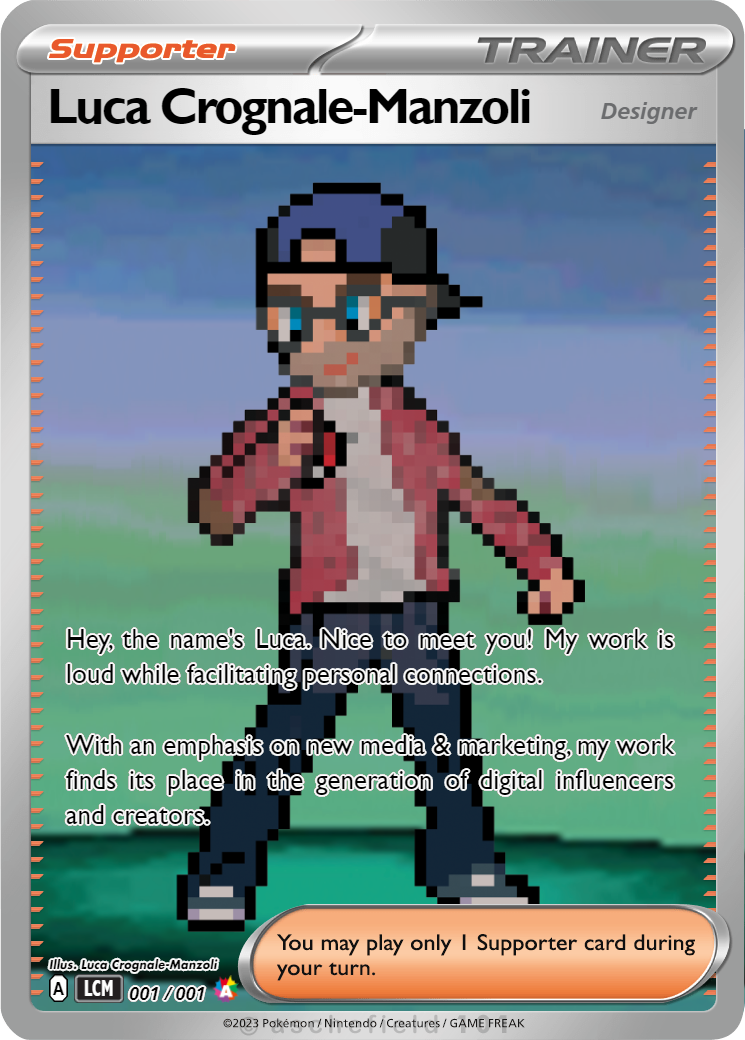 Supporter
TRAINER
Luca Crognale-Manzoli
Designer
Hey, the name's Luca. Nice to meet you! My work is
loud while facilitating personal connections.
With an emphasis on new media & marketing, my work
finds its place in the generation of digital influencers
and creators.
You may play only 1 Supporter card during
your turn.
Illus. Luca Crognale-Manzoli
A LCM 001 / 001 A
©2023 Pokémon / Nintendo / Creatures / GAME FREAK